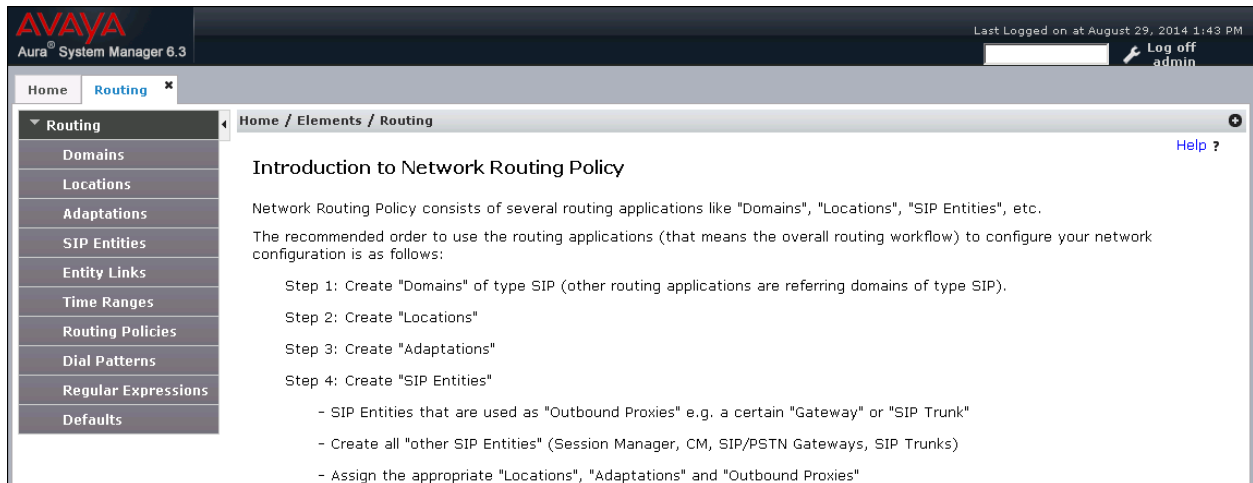 AVAYA
Last Logged on at August 29, 2014 1:43 PM
Aura® System Manager 6.3
Log off
admin
Home
Routing ×
Routing
Domains
Locations
Adaptations
SIP Entities
Entity Links
Time Ranges
Routing Policies
Dial Patterns
Regular Expressions
Defaults
Home / Elements / Routing
Help ?
Introduction to Network Routing Policy
Network Routing Policy consists of several routing applications like "Domains", "Locations", "SIP Entities", etc.
The recommended order to use the routing applications (that means the overall routing workflow) to configure your network
configuration is as follows:
Step 1: Create "Domains" of type SIP (other routing applications are referring domains of type SIP).
Step 2: Create "Locations"
Step 3: Create "Adaptations"
Step 4: Create "SIP Entities"
- SIP Entities that are used as "Outbound Proxies" e.g. a certain "Gateway" or "SIP Trunk"
- Create all "other SIP Entities" (Session Manager, CM, SIP/PSTN Gateways, SIP Trunks)
- Assign the appropriate "Locations", "Adaptations" and "Outbound Proxies"